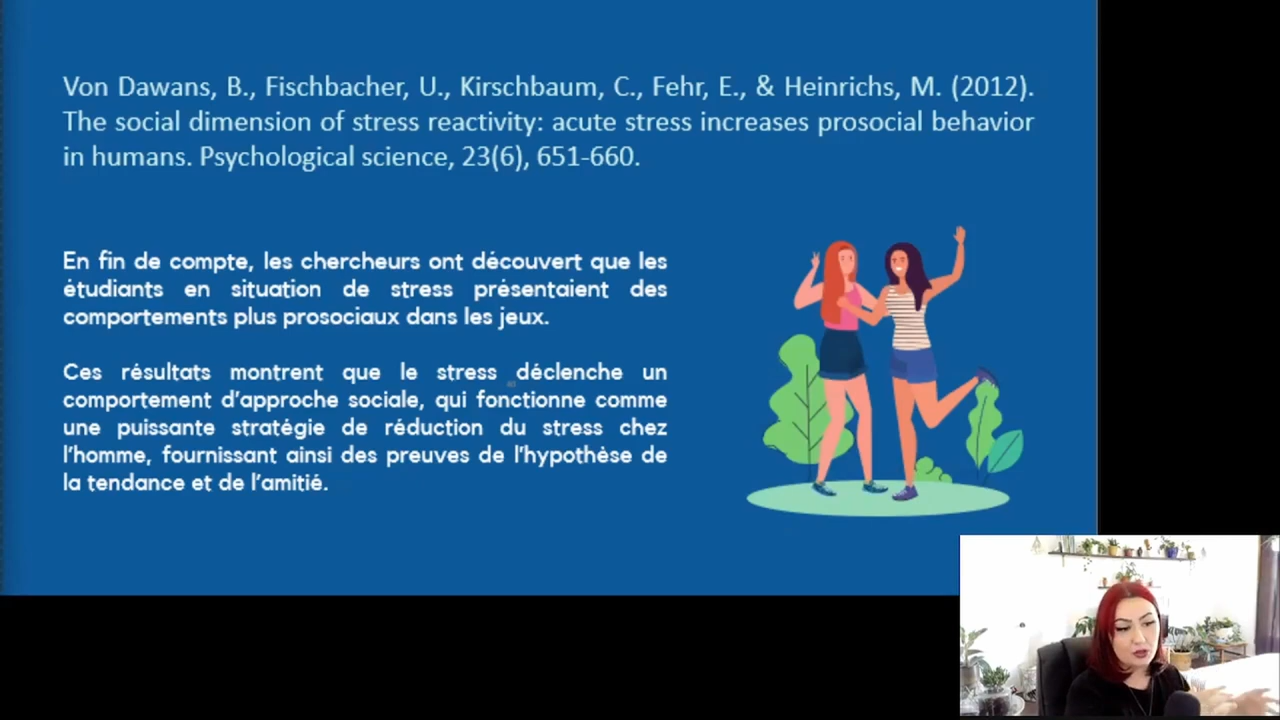 Von Dawans, B., Fischbacher, U., Kirschbaum, C., Fehr, E., & Heinrichs, M. (2012).
The social dimension of stress reactivity: acute stress increases prosocial behavior
in humans. Psychological science, 23(6), 651-660.
En fin de compte, les chercheurs ont découvert que les
étudiants en situation de stress présentaient des
comportements plus prosociaux dans les jeux.
Ces résultats montrent que le stress déclenche un
comportement d'approche sociale, qui fonctionne comme
une puissante stratégie de réduction du stress chez
l'homme, fournissant ainsi des preuves de l'hypothèse de
la tendance et de l'amitié.